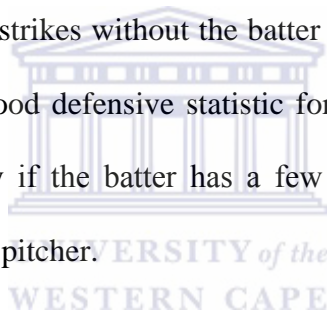 strikes without the batter
ood defensive statistic for
if the batter has a few
pitcher.
UNIVERSITY of the
WESTERN CAPE